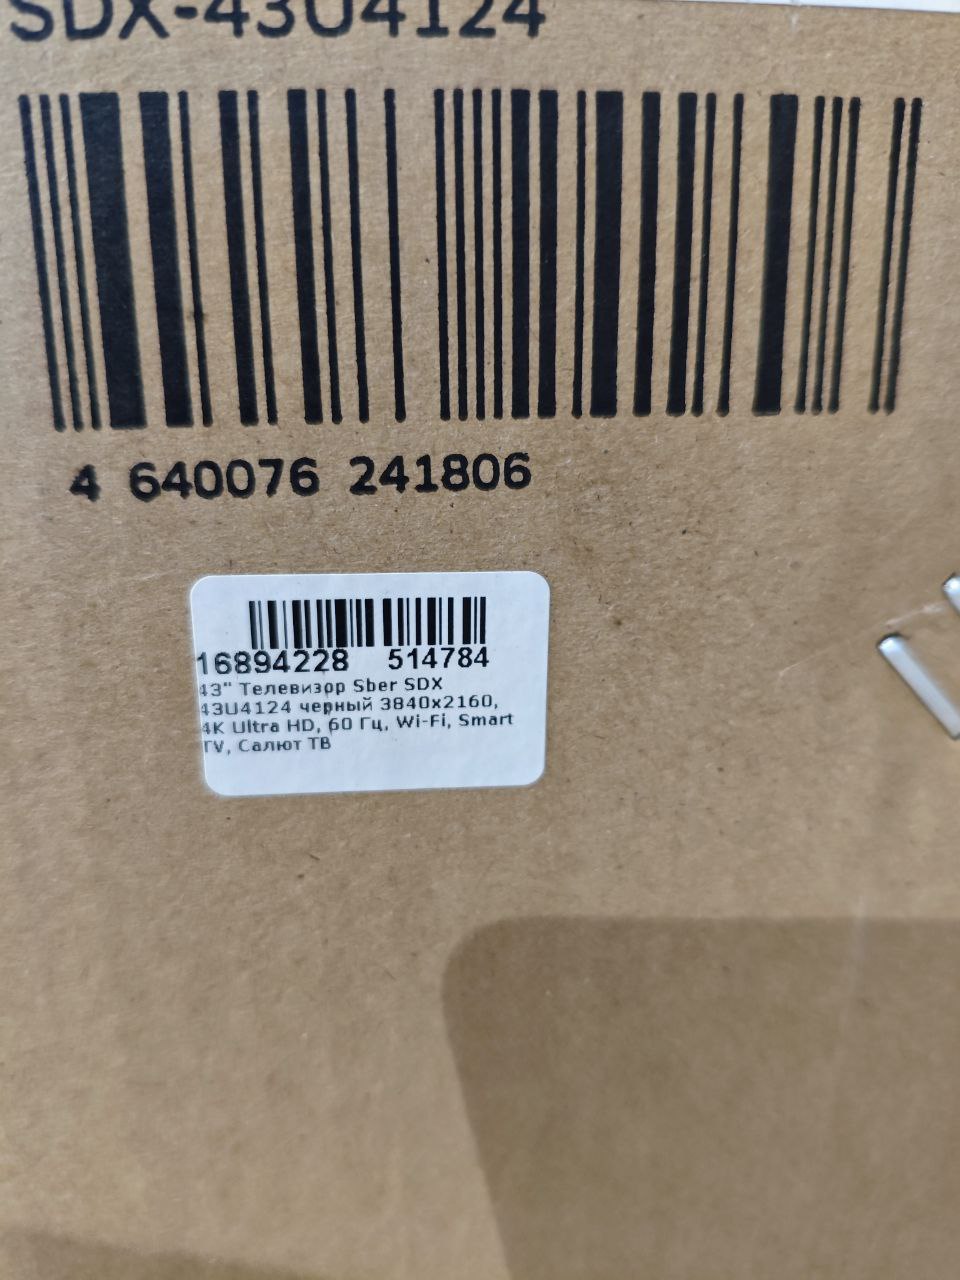 SDX-43U4124
4 640076 241806
16894228 514784
43" Телевизор Sber SDX
43U4124 черный 3840x2160,
4K Ultra HD, 60 Гц, Wi-Fi, Smart
TV, Салют ТВ